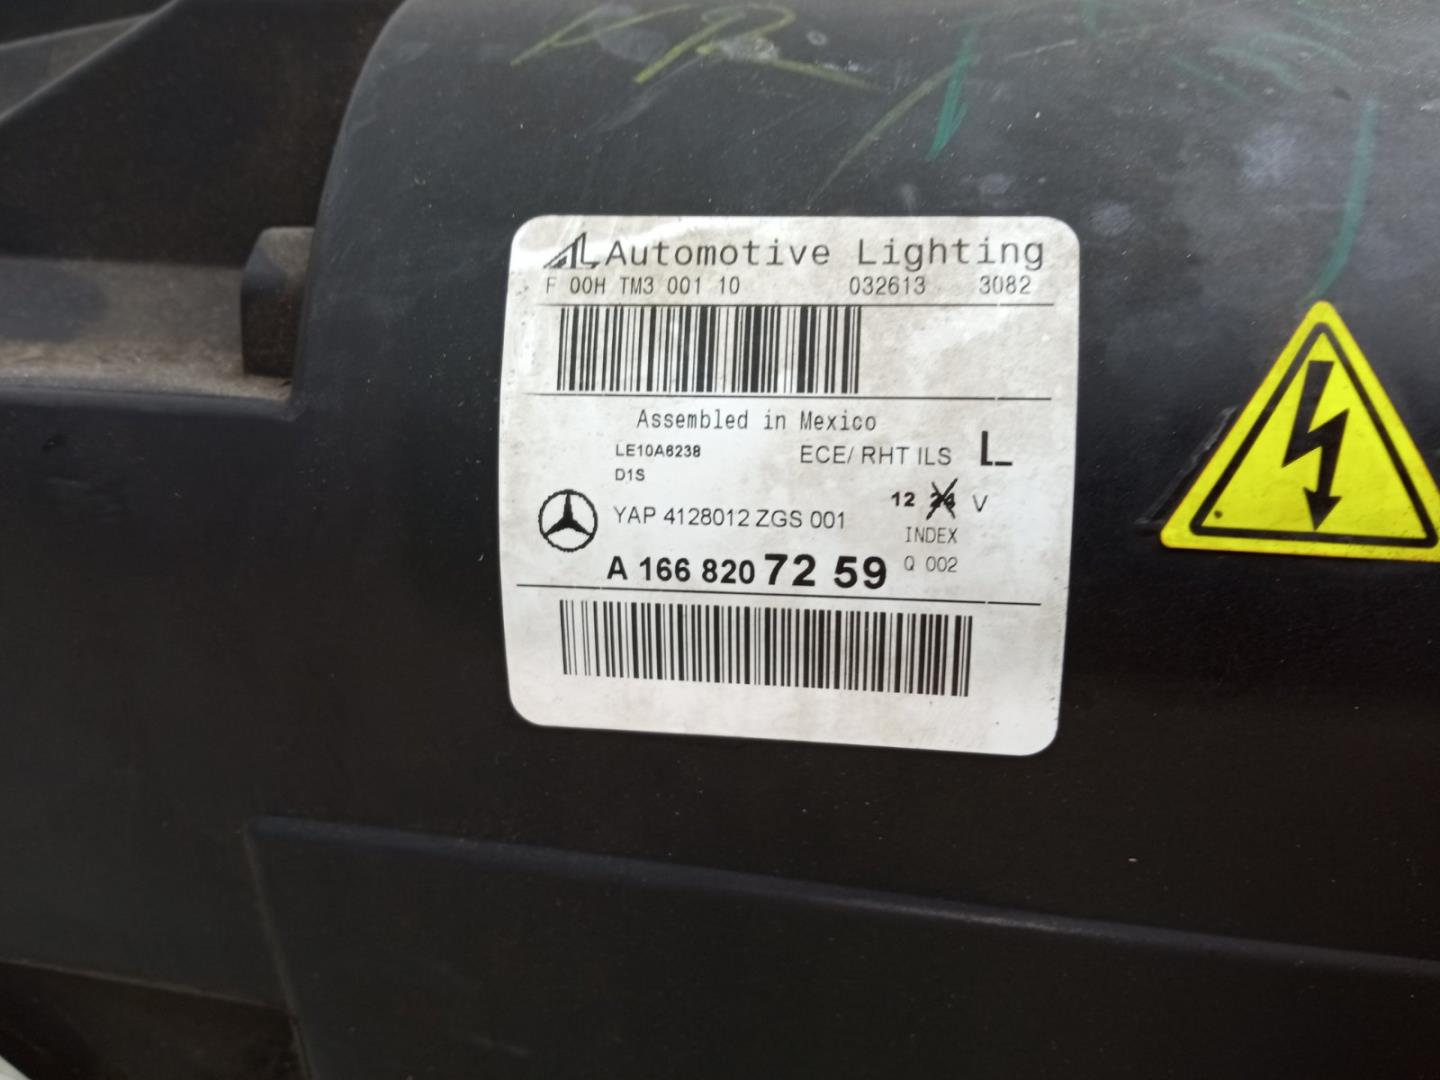 AL Automotive Lighting
F 00H TM3 001 10 032613 3082
Assembled in Mexico
LE10A6238 ECE/ RHT ILS L
D1S
12 24 V
YAP 4128012 ZGS 001
INDEX
A 166 820 72 59 Q 002